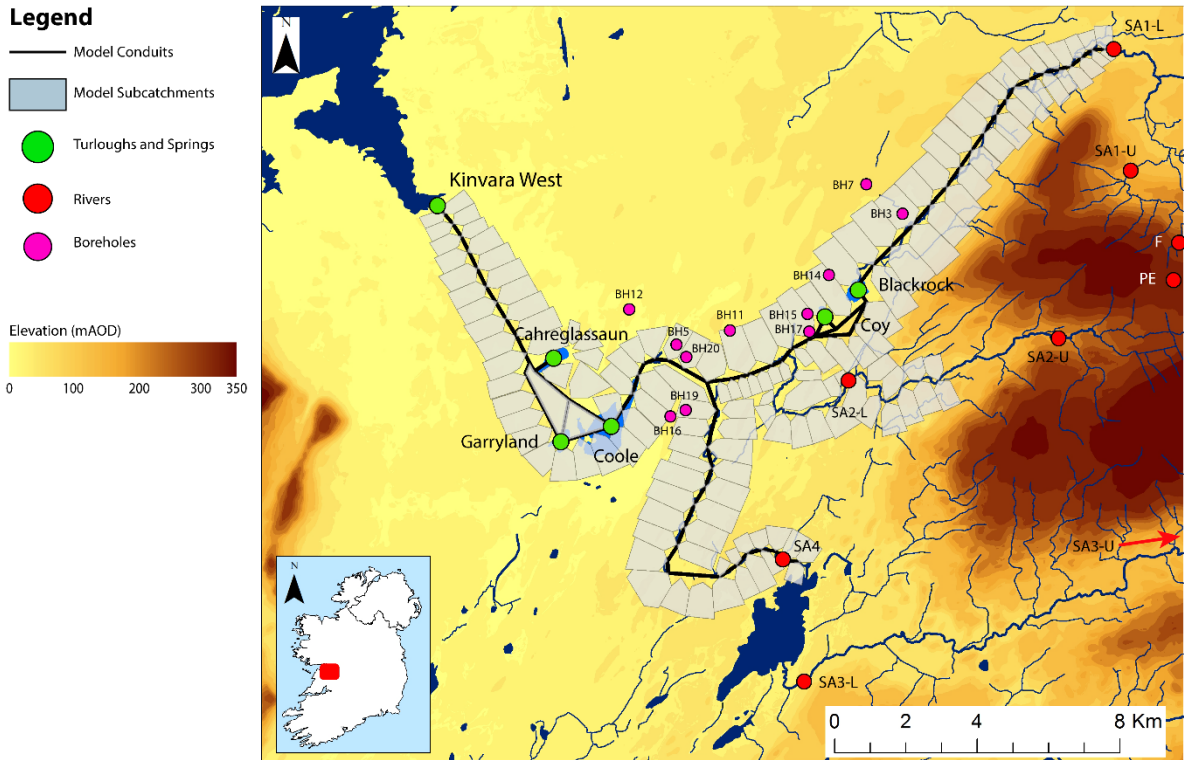 Legend
Model Conduits
Model Subcatchments
Turloughs and Springs
Rivers
Boreholes
Elevation (mAOD)
0 100 200 300 350
N
SA1-L
SA1-U
Kinvara West
BH7
BH3
F
PE
BH14
Blackrock
BH12
BH15
Coy
BH11
BH17
Cahreglassaun
BH5
BH20
SA2-U
SA2-L
BH19
BH16
Garryland
Coole
SA4
SA3-U
SA3-L
N
0 2 4 8 Km